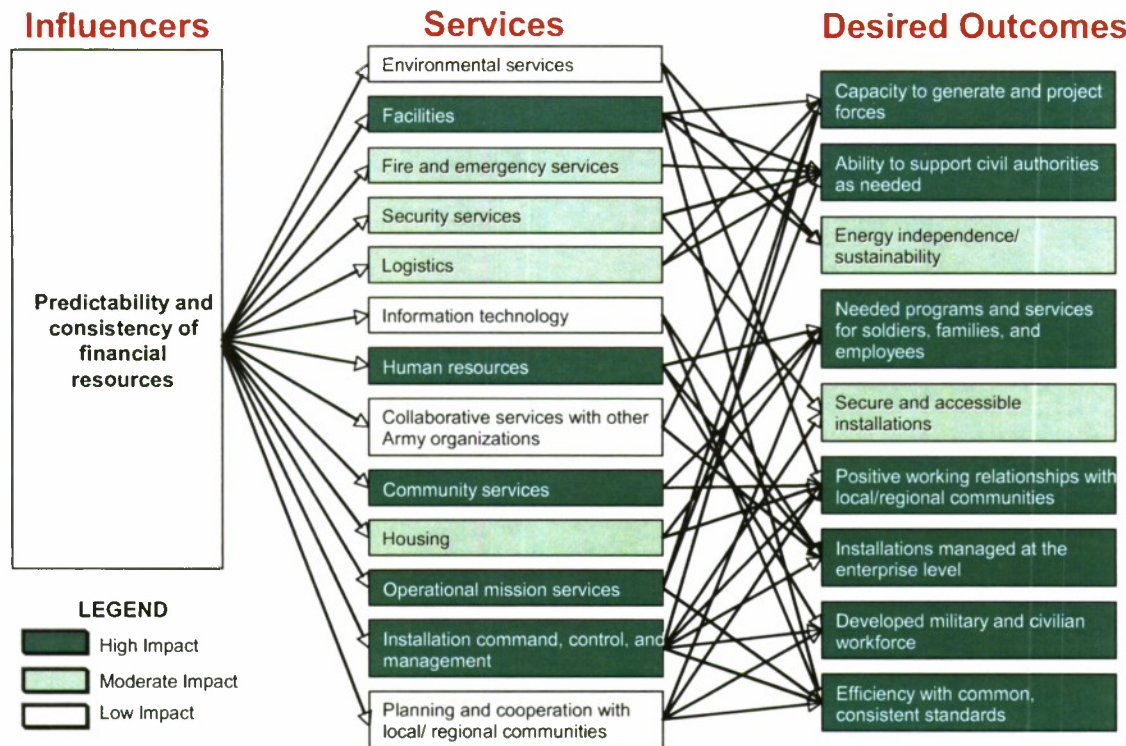 Influencers
Services
Desired Outcomes
Predictability and
consistency of
financial
resources
LEGEND
High Impact
Moderate Impact
Low Impact
Environmental services
Facilities
Fire and emergency services
Security services
Logistics
Information technology
Human resources
Collaborative services with other
Army organizations
Community services
Housing
Operational mission services
Installation command, control, and
management
Planning and cooperation with
local/ regional communities
Capacity to generate and project
forces
Ability to support civil authorities
as needed
Energy independence/
sustainability
Needed programs and services
for soldiers, families, and
employees
Secure and accessible
installations
Positive working relationships with
local/regional communities
Installations managed at the
enterprise level
Developed military and civilian
workforce
Efficiency with common,
consistent standards